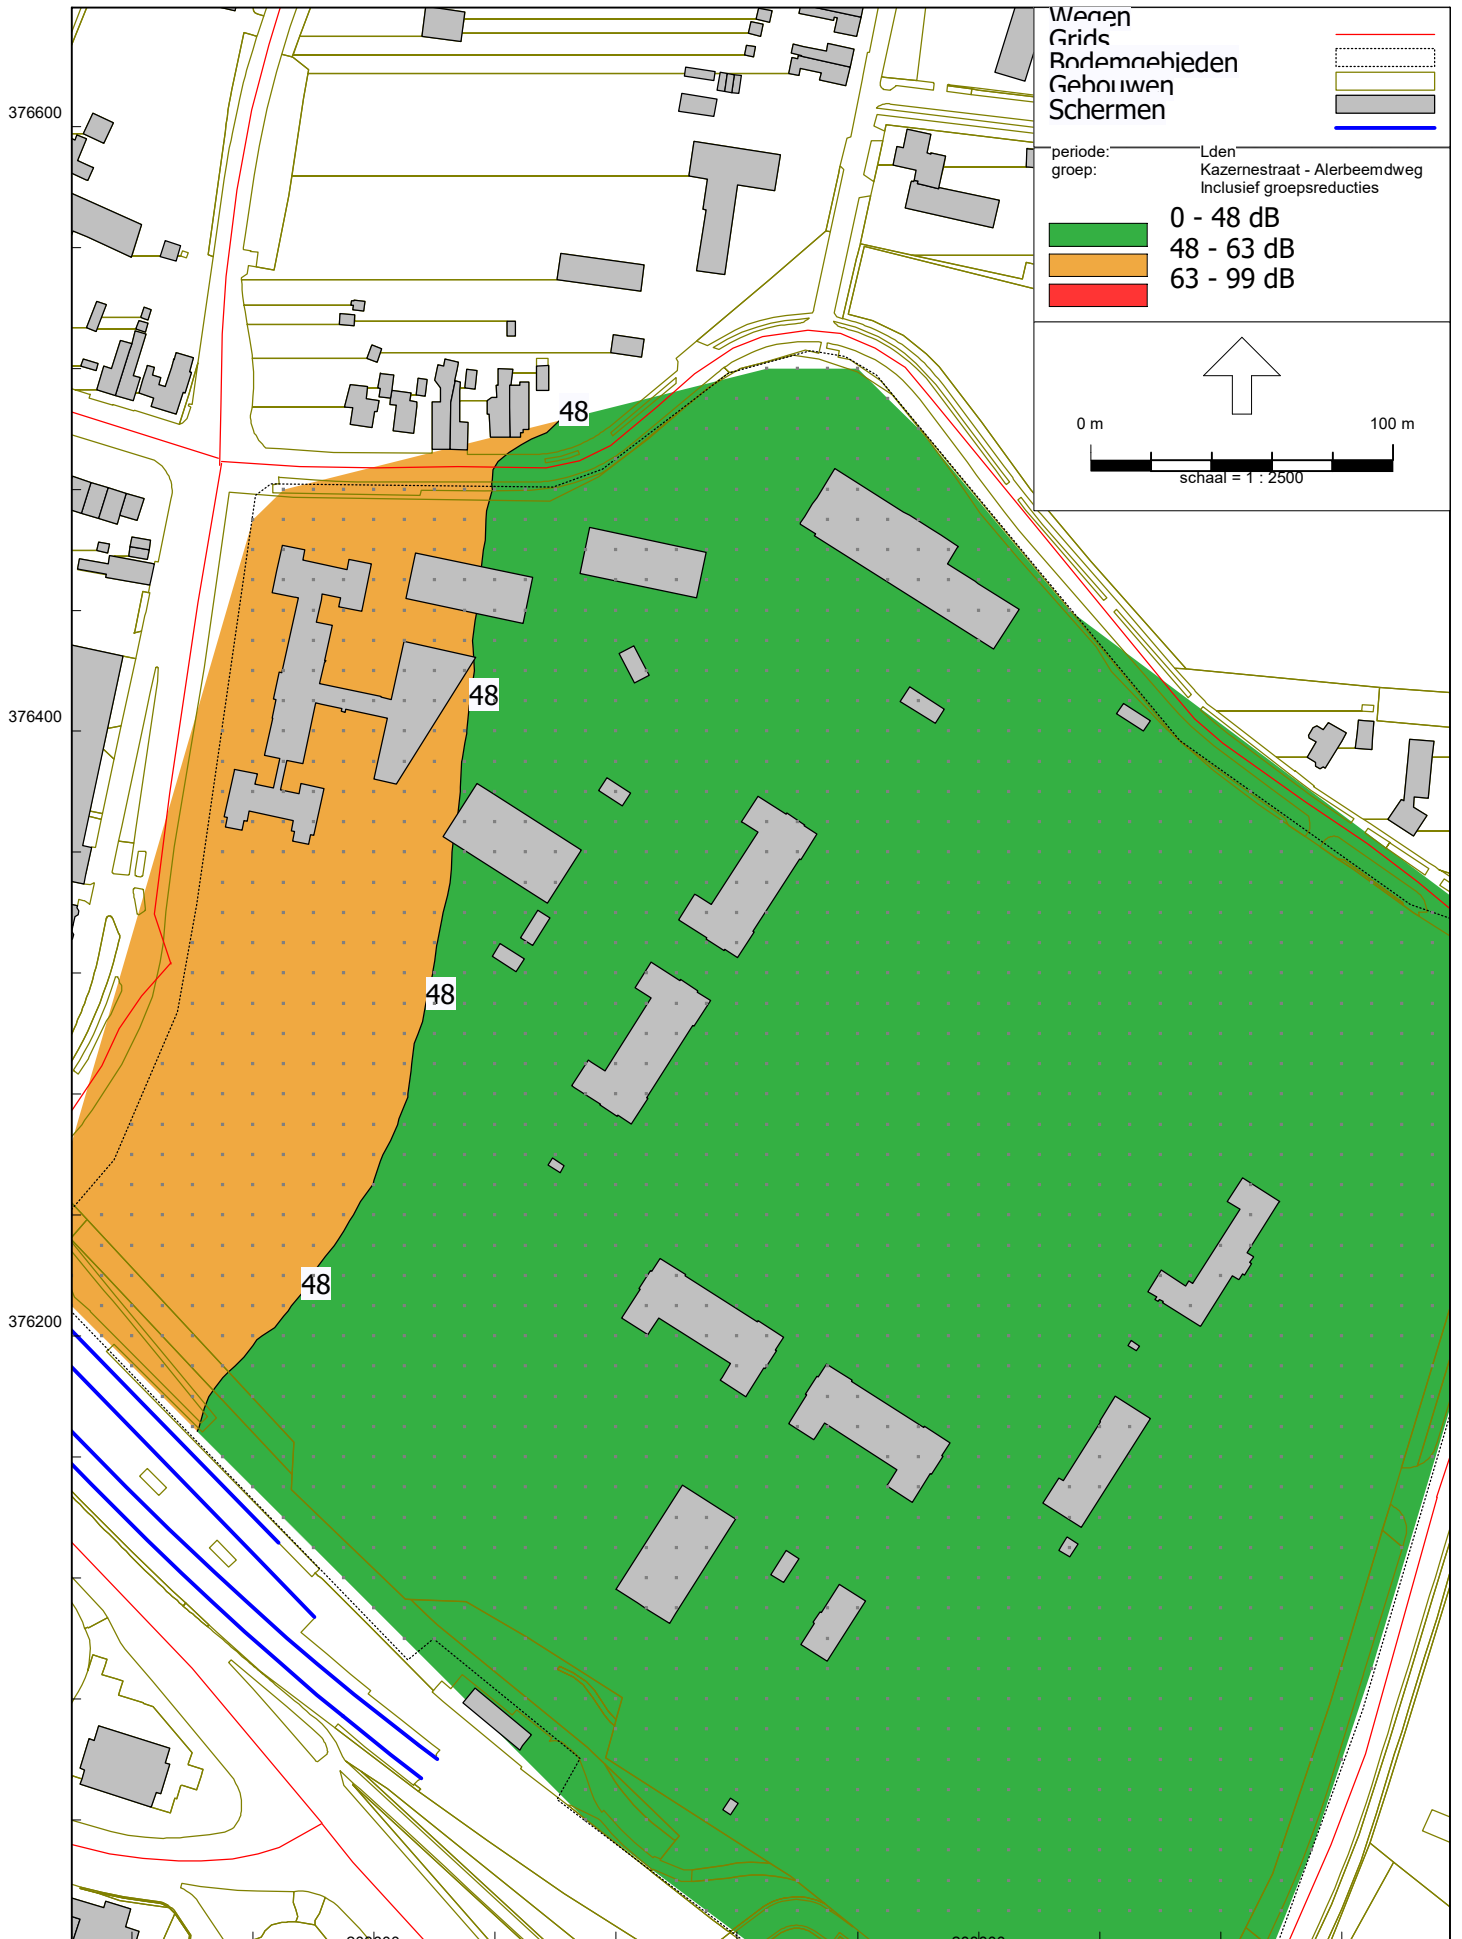 Wegen
Grids
Bodemgebieden
Gebouwen
Schermen
periode: Lden
groep: Kazernestraat - Alerbeemdweg
Inclusief groepsreducties
0 - 48 dB
48 - 63 dB
63 - 99 dB
0 m 100 m
schaal = 1 : 2500
376600
48
376400
48
48
48
376200